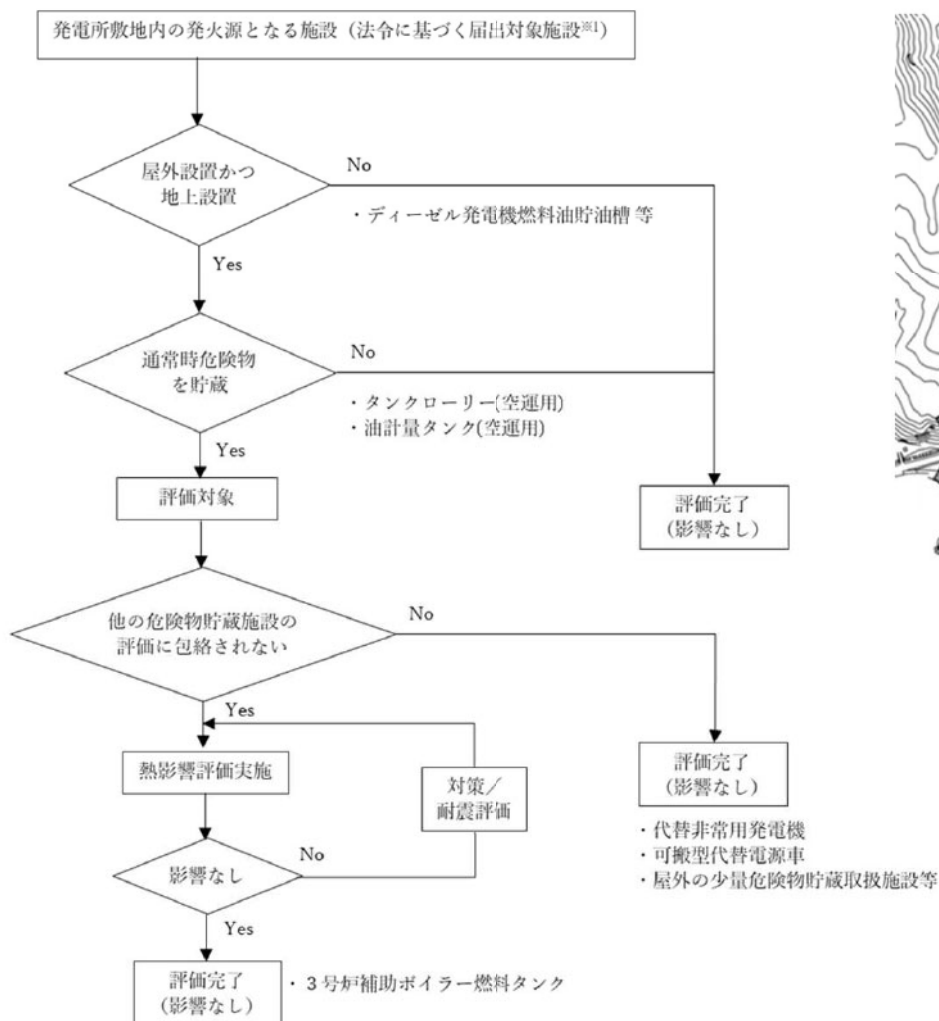 発電所敷地内の発火源となる施設（法令に基づく届出対象施設※1）
屋外設置かつ
地上設置
No
・ディーゼル発電機燃料油貯油槽 等
Yes
通常時危険物
を貯蔵
No
・タンクローリー(空運用)
・油計量タンク(空運用)
Yes
評価対象
評価完了
（影響なし）
他の危険物貯蔵施設の
評価に包絡されない
No
Yes
熱影響評価実施
対策／
耐震評価
評価完了
（影響なし）
・代替非常用発電機
・可搬型代替電源車
・屋外の少量危険物貯蔵取扱施設等
影響なし
No
Yes
評価完了
（影響なし）
・３号炉補助ボイラー燃料タンク